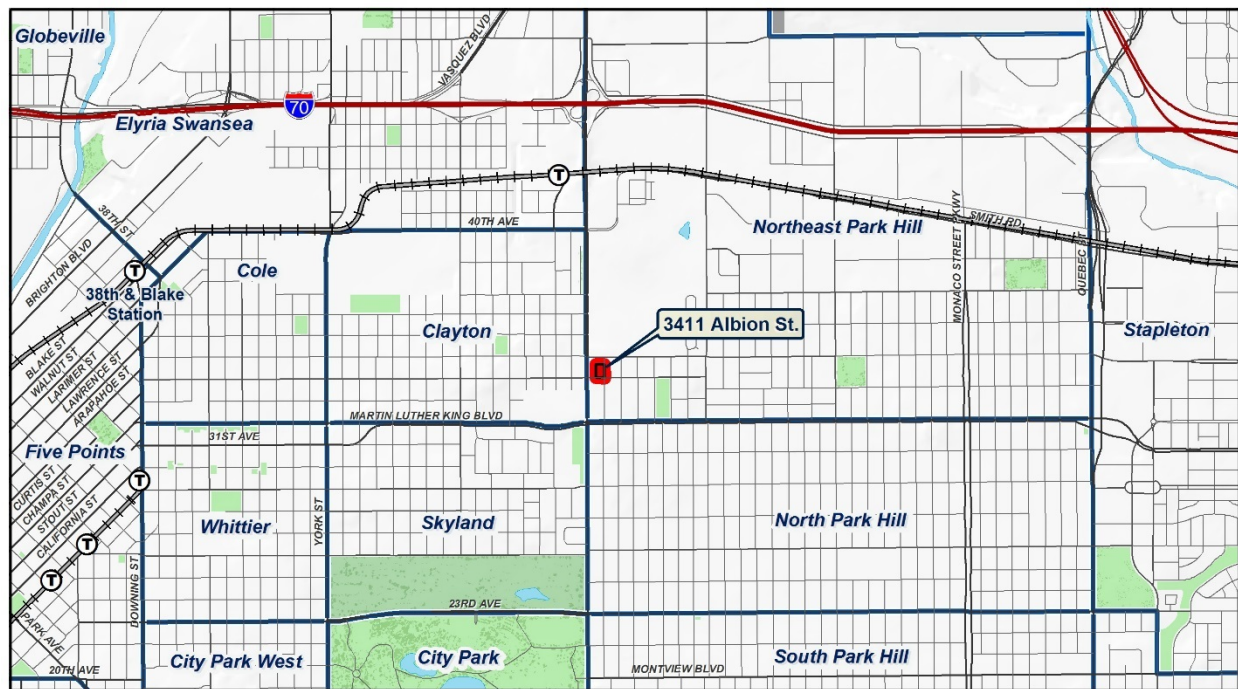 Globeville
VASQUEZ BLVD
70
Elyria Swansea
T
38TH ST
40TH AVE
Northeast Park Hill
MONACO STREET PKWY
SMITH RD
QUEBEC ST
BRIGHTON BLVD
T
Cole
38th & Blake
Station
Clayton
3411 Albion St.
Stapleton
BLAKE ST
WALNUT ST
LARIMER ST
LAWRENCE ST
ARAPAHOE ST
MARTIN LUTHER KING BLVD
31ST AVE
Five Points
T
CURTIS ST
CHAMPA ST
STOUT ST
CALIFORNIA ST
Whittier
YORK ST
Skyland
North Park Hill
T
T
DOWNING ST
23RD AVE
PARK AVE
20TH AVE
City Park West
City Park
MONTVIEW BLVD
South Park Hill